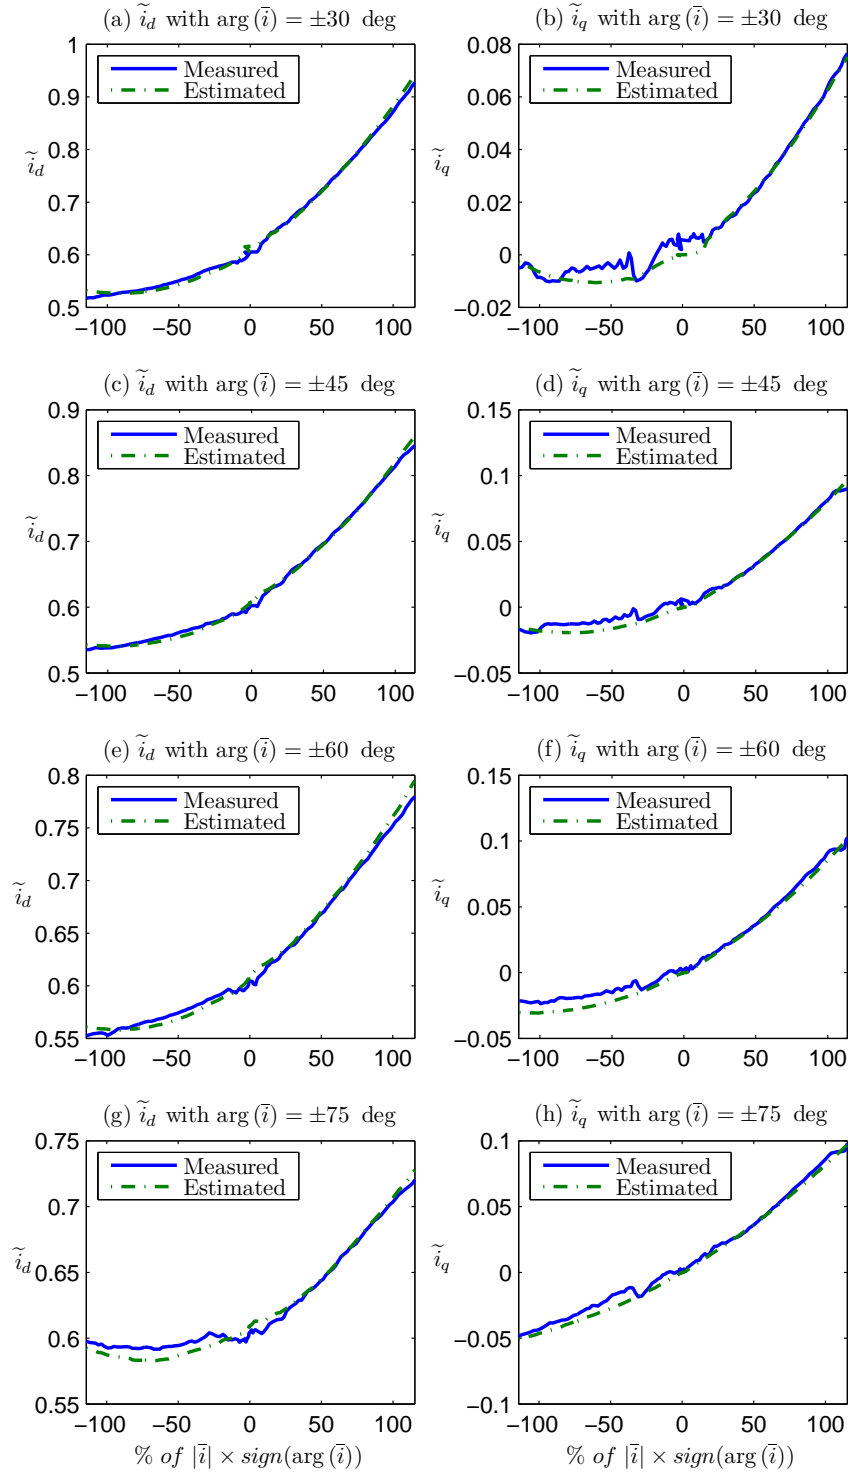 (a) ĩ_d with arg (i̅) = ±30 deg
1
0.9
0.8
0.7
0.6
0.5
ĩ_d
Measured
Estimated
−100 −50 0 50 100
(b) ĩ_q with arg (i̅) = ±30 deg
0.08
0.06
0.04
0.02
0
−0.02
ĩ_q
Measured
Estimated
−100 −50 0 50 100
(c) ĩ_d with arg (i̅) = ±45 deg
0.9
0.8
0.7
0.6
0.5
ĩ_d
Measured
Estimated
−100 −50 0 50 100
(d) ĩ_q with arg (i̅) = ±45 deg
0.15
0.1
0.05
0
−0.05
ĩ_q
Measured
Estimated
−100 −50 0 50 100
(e) ĩ_d with arg (i̅) = ±60 deg
0.8
0.75
0.7
0.65
0.6
0.55
ĩ_d
Measured
Estimated
−100 −50 0 50 100
(f) ĩ_q with arg (i̅) = ±60 deg
0.15
0.1
0.05
0
−0.05
ĩ_q
Measured
Estimated
−100 −50 0 50 100
(g) ĩ_d with arg (i̅) = ±75 deg
0.75
0.7
0.65
0.6
0.55
ĩ_d
Measured
Estimated
−100 −50 0 50 100
% of |i̅| × sign(arg (i̅))
(h) ĩ_q with arg (i̅) = ±75 deg
0.1
0.05
0
−0.05
−0.1
ĩ_q
Measured
Estimated
−100 −50 0 50 100
% of |i̅| × sign(arg (i̅))